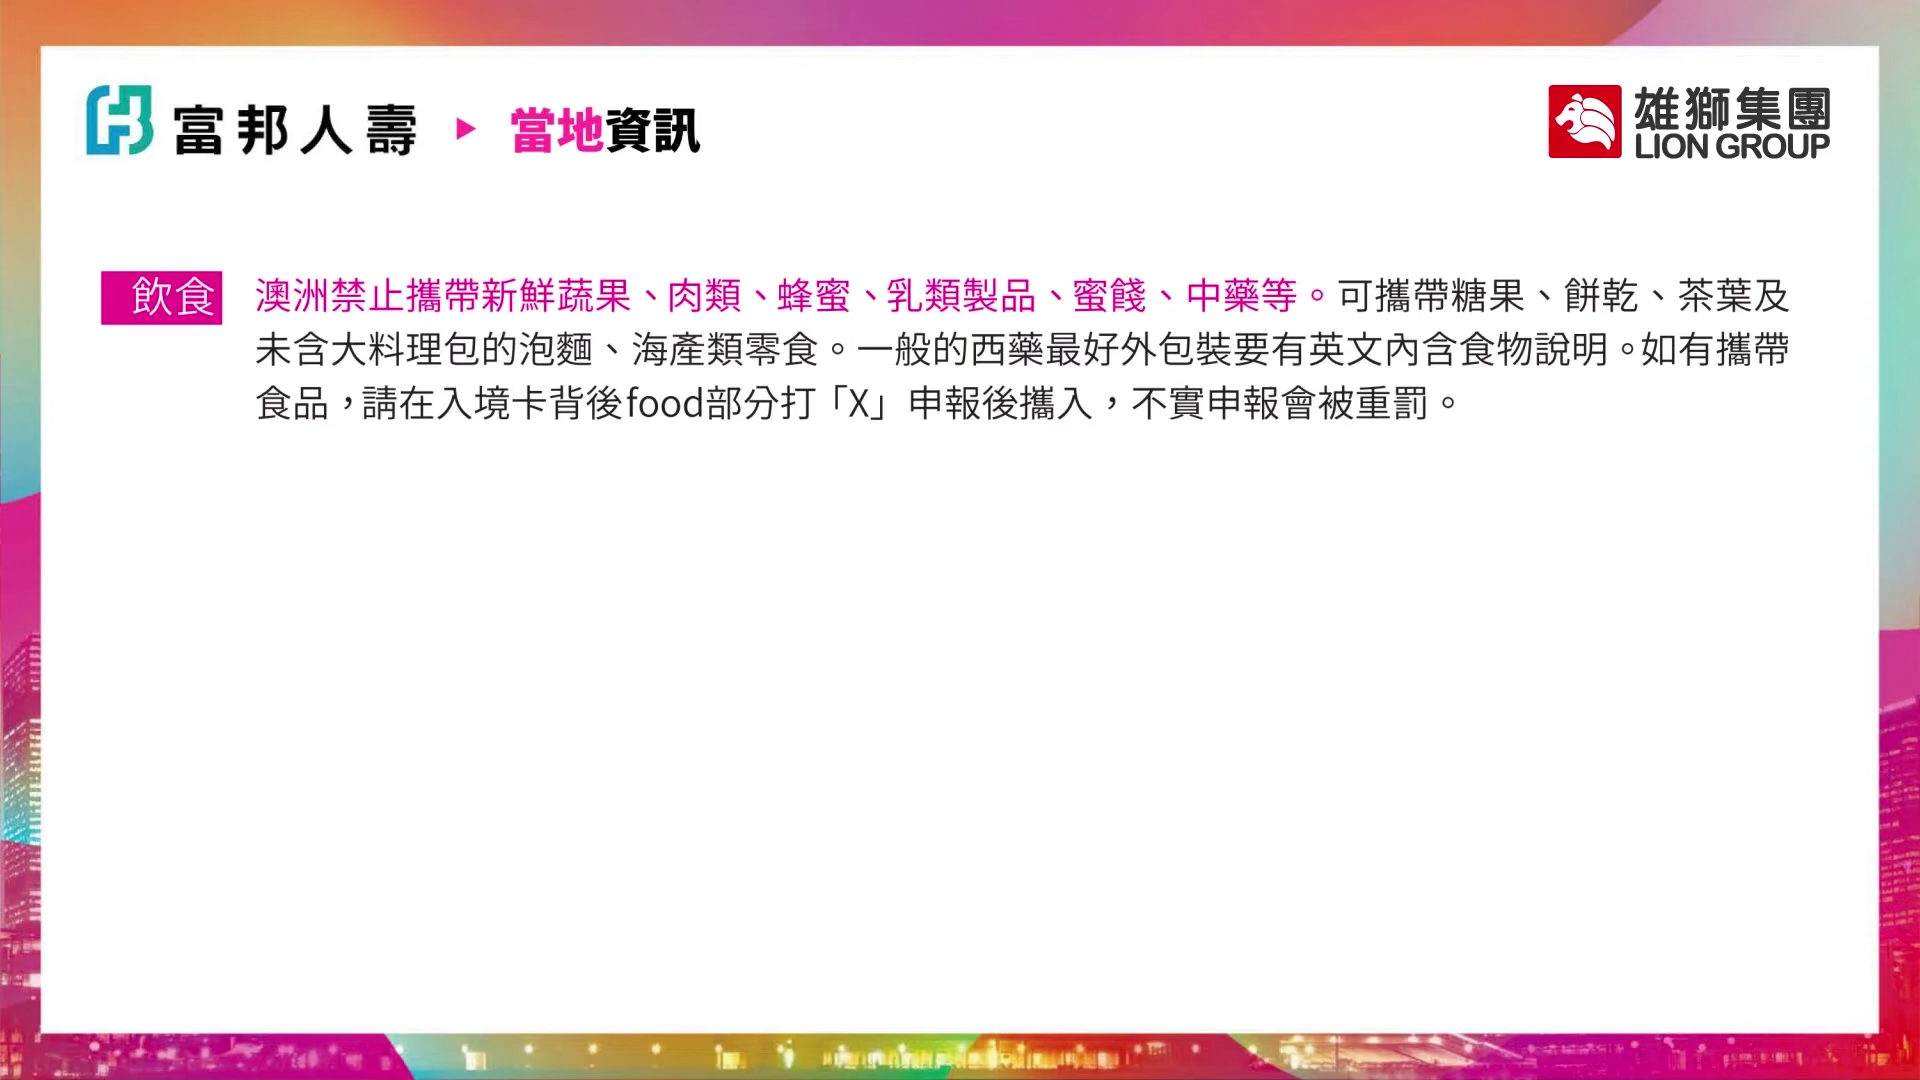 富邦人壽 ▶ 當地資訊
雄獅集團
LION GROUP
飲食
澳洲禁止攜帶新鮮蔬果、肉類、蜂蜜、乳類製品、蜜餞、中藥等。可攜帶糖果、餅乾、茶葉及
未含大料理包的泡麵、海產類零食。一般的西藥最好外包裝要有英文內含食物說明。如有攜帶
食品，請在入境卡背後food部分打「X」申報後攜入，不實申報會被重罰。